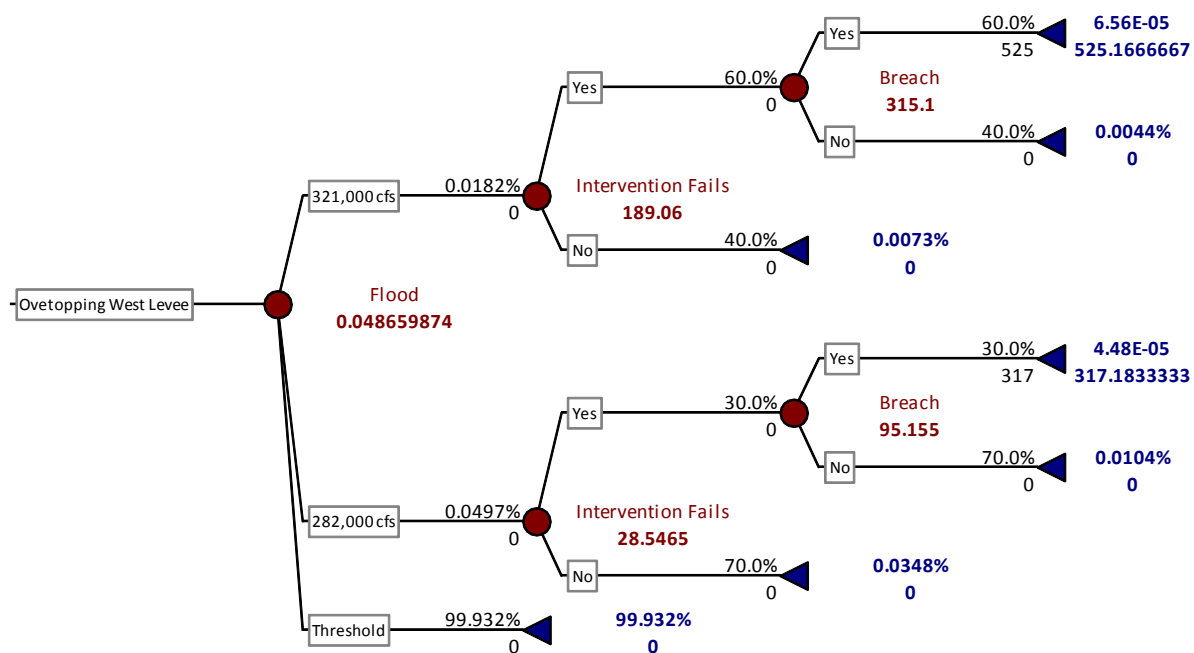 60.0%
6.56E-05
Yes
525
525.1666667
60.0%
Breach
Yes
0
315.1
40.0%
0.0044%
No
0
0
0.0182%
Intervention Fails
321,000 cfs
0
189.06
40.0%
0.0073%
No
0
0
Flood
Ovetopping West Levee
0.048659874
30.0%
4.48E-05
Yes
317
317.1833333
30.0%
Breach
Yes
0
95.155
70.0%
0.0104%
No
0
0
0.0497%
Intervention Fails
282,000 cfs
0
28.5465
70.0%
0.0348%
No
0
0
99.932%
99.932%
Threshold
0
0